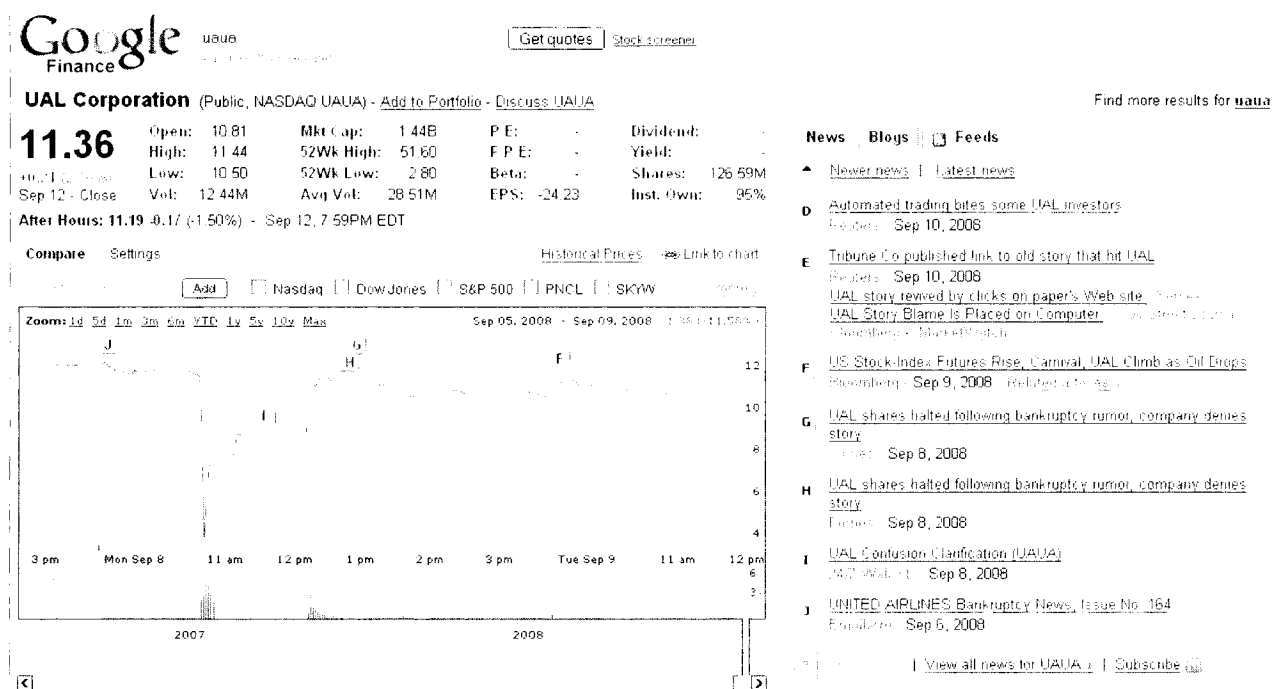 Google
Finance
uaua
Get quotes Stock screener
UAL Corporation (Public, NASDAQ UAUA) - Add to Portfolio - Discuss UAUA
Find more results for uaua
11.36
Sep 12 - Close
Open: 10.81 Mkt Cap: 1.44B P E: - Dividend: -
High: 11.44 52Wk High: 51.60 F P E: - Yield: -
Low: 10.50 52Wk Low: 2.80 Beta: - Shares: 126.59M
Vol: 12.44M Avg Vol: 28.51M EPS: -24.23 Inst. Own: 95%
After Hours: 11.19 -0.17 (-1.50%) - Sep 12, 7:59PM EDT
Compare Settings Historical Prices Link to chart
Add Nasdaq Dow Jones S&P 500 PNCL SKYW
Zoom: 1d 5d 1m 3m 6m YTD 1y 5y 10y Max Sep 05, 2008 - Sep 09, 2008
J
G
H
F
I
12
10
8
6
4
3 pm Mon Sep 8 11 am 12 pm 1 pm 2 pm 3 pm Tue Sep 9 11 am 12 pm
6
3
2007 2008
News Blogs Feeds
Newer news | Latest news
D Automated trading bites some UAL investors
Reuters Sep 10, 2008
E Tribune Co published link to old story that hit UAL
Reuters Sep 10, 2008
UAL story revived by clicks on paper's Web site
UAL Story Blame Is Placed on Computer
Bloomberg - MarketWatch
F US Stock-Index Futures Rise, Carnival, UAL Climb as Oil Drops
Bloomberg - Sep 9, 2008
G UAL shares halted following bankruptcy rumor, company denies
story
Sep 8, 2008
H UAL shares halted following bankruptcy rumor, company denies
story
Forbes Sep 8, 2008
I UAL Confusion Clarification (UAUA)
Sep 8, 2008
J UNITED AIRLINES Bankruptcy News, Issue No. 164
Sep 6, 2008
| View all news for UAUA » | Subscribe